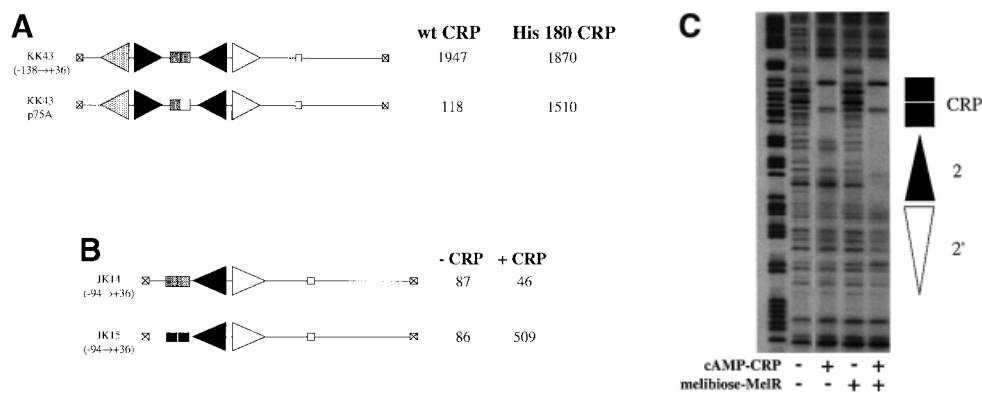 A
wt CRP His 180 CRP
KK43
(-138→+36)
1947 1870
KK43
p75A
118 1510
B
- CRP + CRP
JK14
(-94→+36)
87 46
JK15
(-94→+36)
86 509
C
CRP
2
2'
cAMP-CRP - + - +
melibiose-MelR - - + +